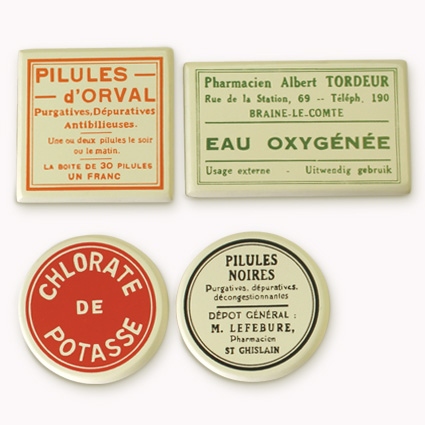 PILULES
d'ORVAL
Purgatives, Dépuratives
Antibilieuses.
Une ou deux pilules le soir
ou le matin.
LA BOITE DE 30 PILULES
UN FRANC
Pharmacien Albert TORDEUR
Rue de la Station, 69 -- Téléph. 190
BRAINE-LE-COMTE
EAU OXYGÉNÉE
Usage externe - Uitwendig gebruik
CHLORATE
DE
POTASSE
PILULES
NOIRES
Purgatives, dépuratives,
décongestionnantes
DÉPOT GÉNÉRAL :
M. LEFEBURE,
Pharmacien
ST GHISLAIN